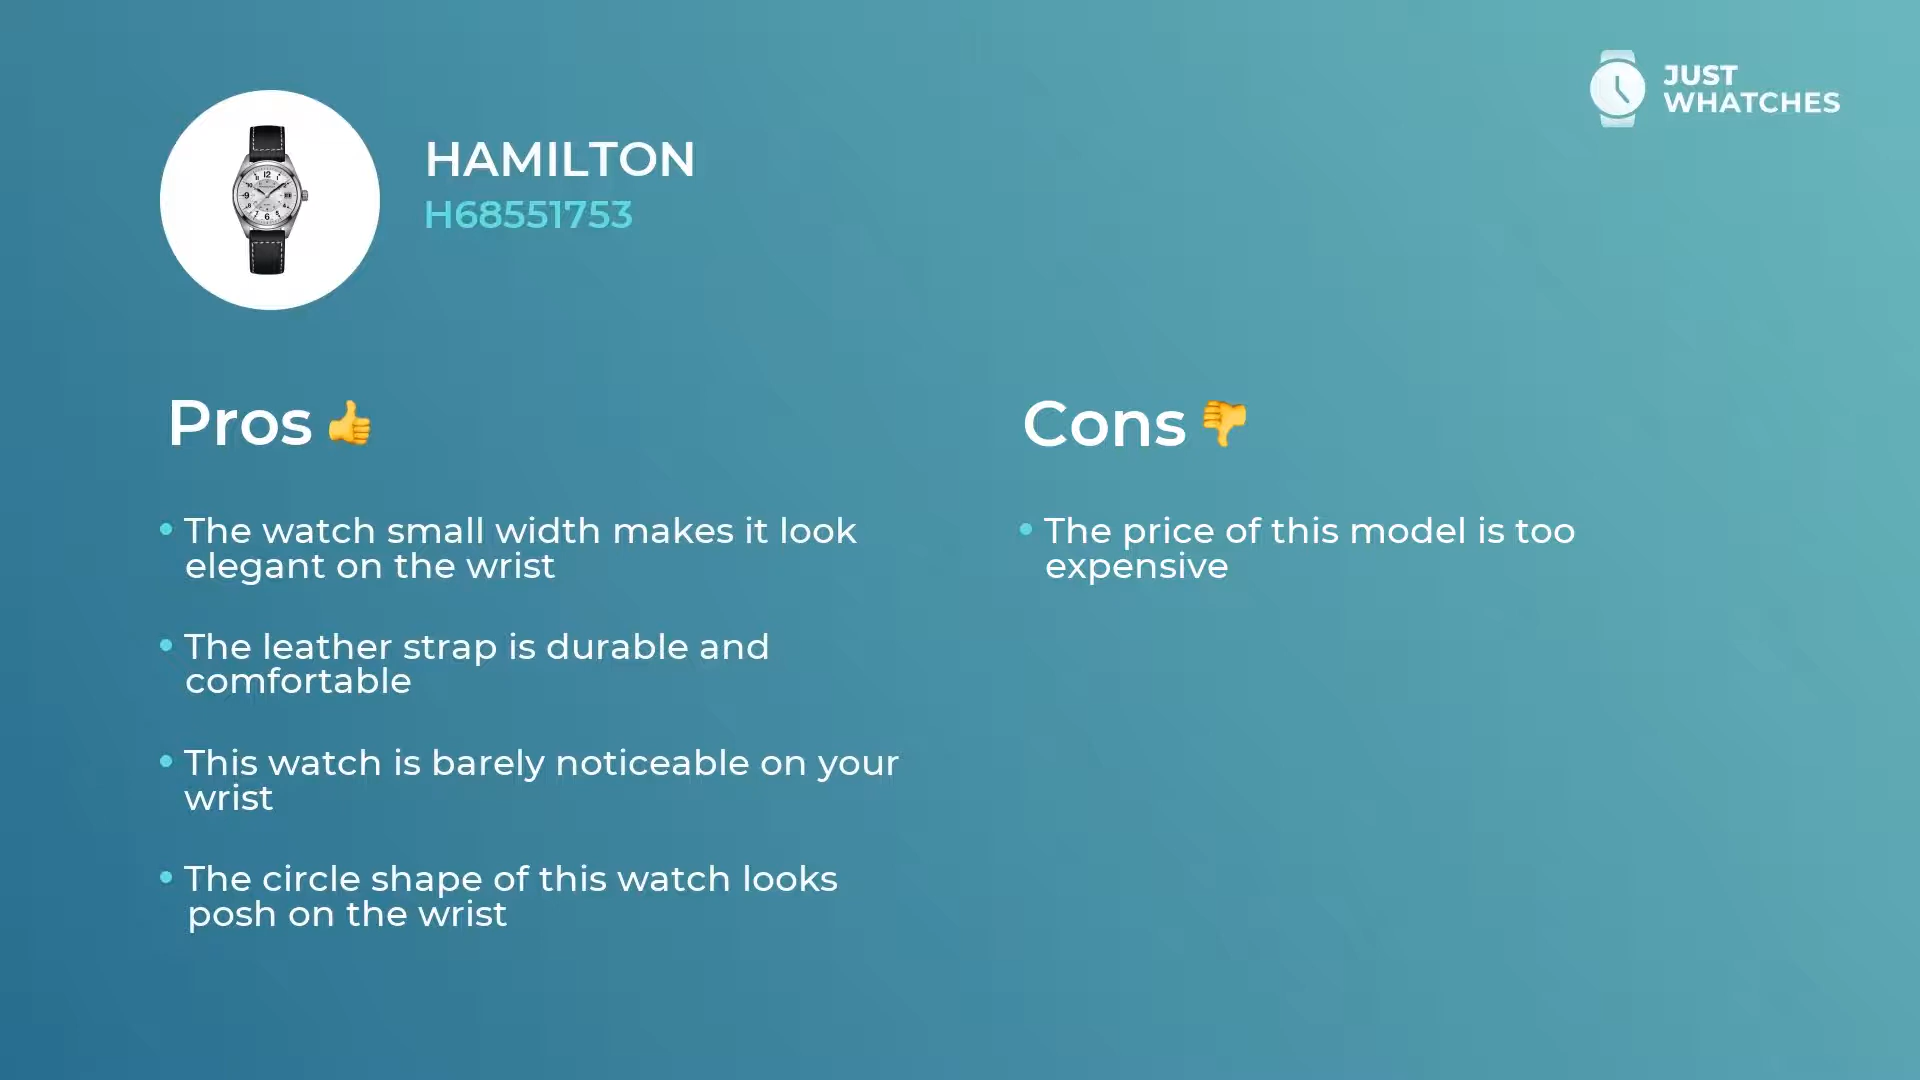 JUST
WHATCHES
HAMILTON
H68551753
Pros 👍
• The watch small width makes it look
elegant on the wrist
• The leather strap is durable and
comfortable
• This watch is barely noticeable on your
wrist
• The circle shape of this watch looks
posh on the wrist
Cons 👎
• The price of this model is too
expensive